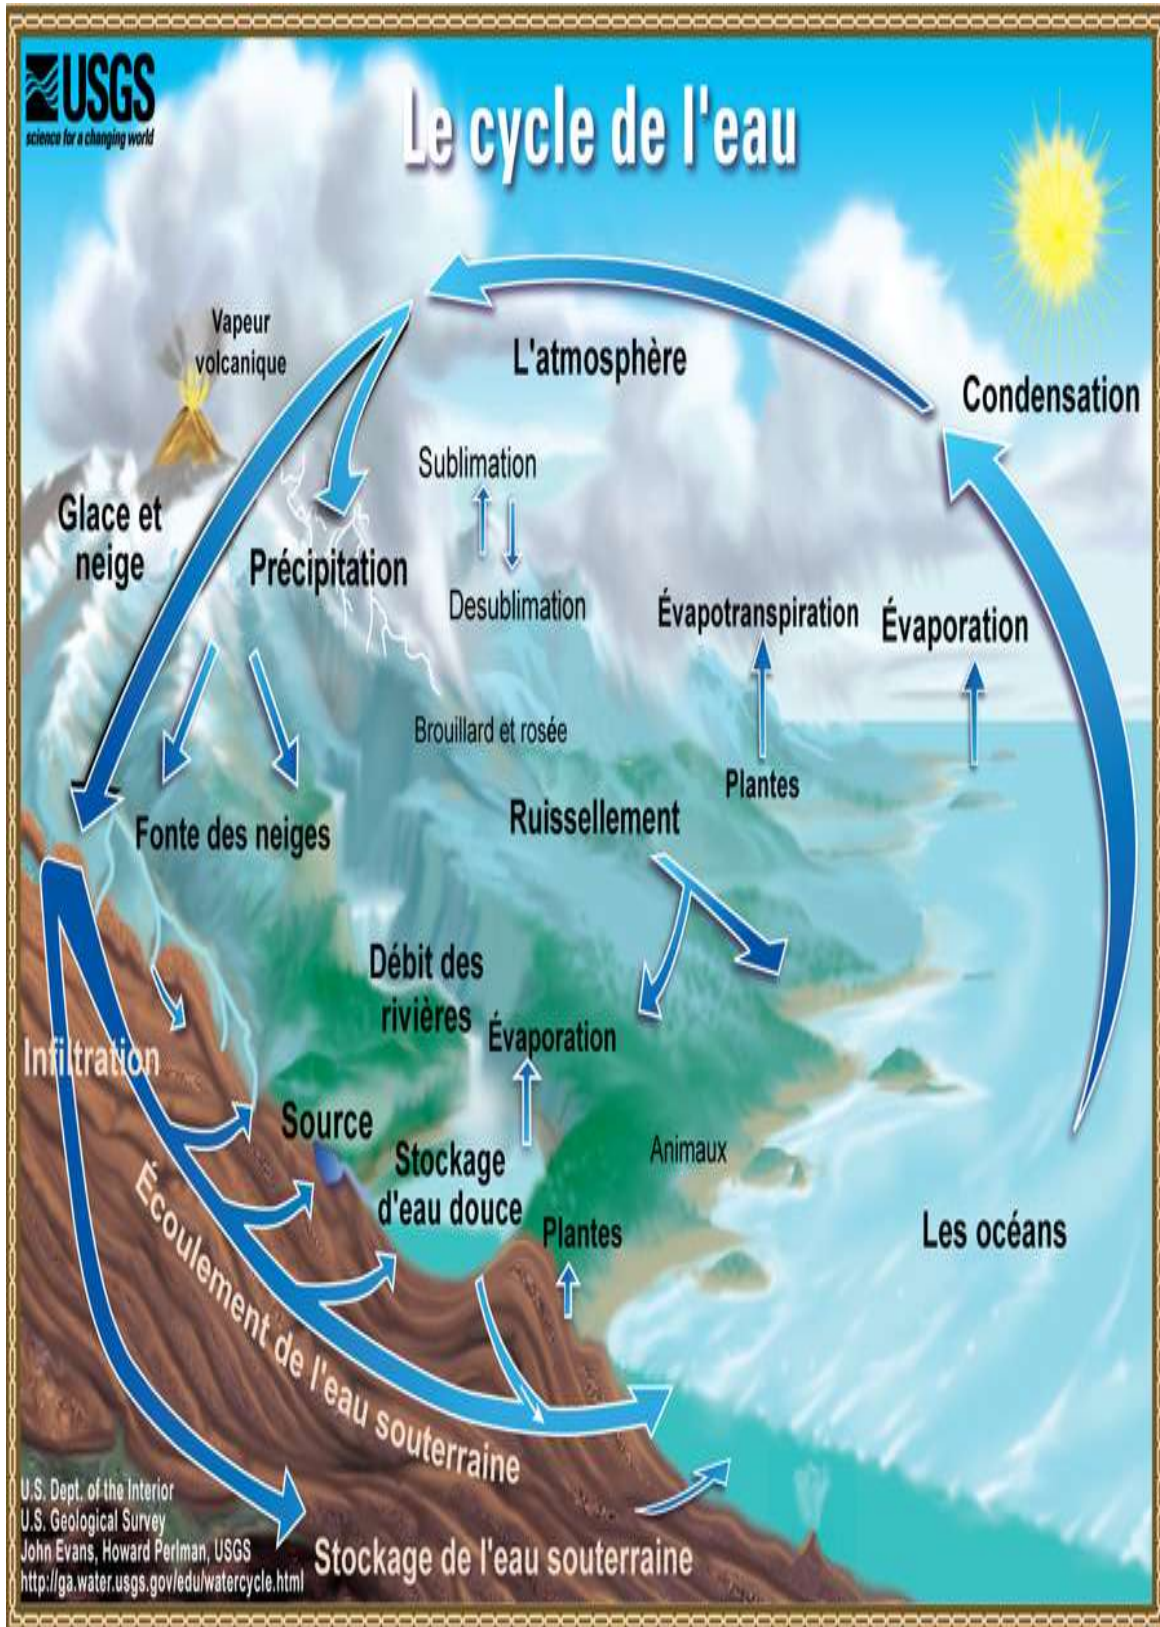 USGS
science for a changing world
Le cycle de l'eau
Vapeur
volcanique
L'atmosphère
Condensation
Sublimation
Glace et
neige
Précipitation
Desublimation
Évapotranspiration
Évaporation
Brouillard et rosée
Plantes
Fonte des neiges
Ruissellement
Débit des
rivières
Évaporation
Infiltration
Source
Stockage
d'eau douce
Animaux
Plantes
Les océans
Écoulement de l'eau souterraine
Stockage de l'eau souterraine
U.S. Dept. of the Interior
U.S. Geological Survey
John Evans, Howard Perlman, USGS
http://ga.water.usgs.gov/edu/watercycle.html